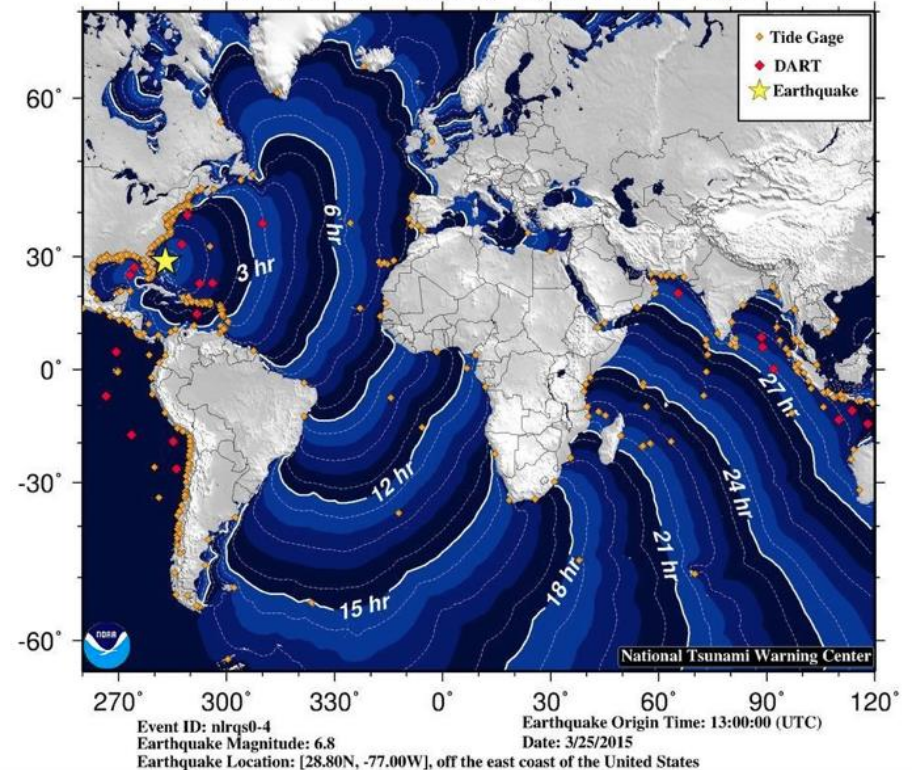 Tide Gage
DART
Earthquake
60°
30°
0°
-30°
-60°
6 hr
3 hr
12 hr
15 hr
18 hr
21 hr
24 hr
27 hr
NOAA
National Tsunami Warning Center
270° 300° 330° 0° 30° 60° 90° 120°
Event ID: nlrqs0-4
Earthquake Magnitude: 6.8
Earthquake Location: [28.80N, -77.00W], off the east coast of the United States
Earthquake Origin Time: 13:00:00 (UTC)
Date: 3/25/2015